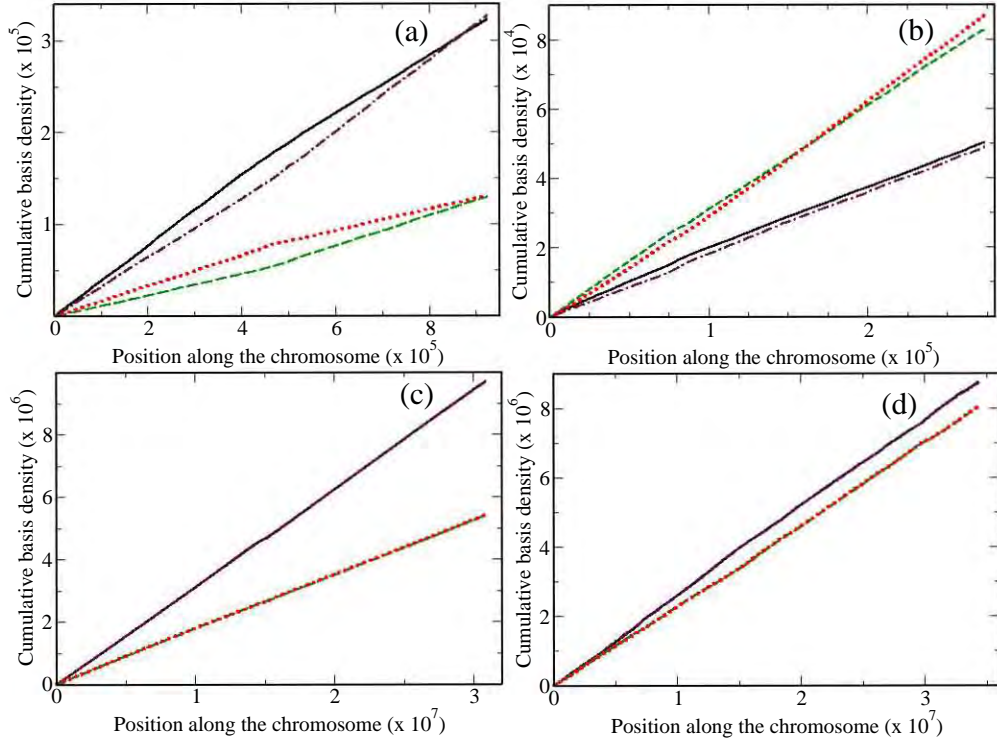 (a)
Cumulative basis density (x 10^5)
3
2
1
0
2
4
6
8
Position along the chromosome (x 10^5)
(b)
Cumulative basis density (x 10^4)
8
6
4
2
0
0
1
2
Position along the chromosome (x 10^5)
(c)
Cumulative basis density (x 10^6)
8
6
4
2
0
0
1
2
3
Position along the chromosome (x 10^7)
(d)
Cumulative basis density (x 10^6)
8
6
4
2
0
0
1
2
3
Position along the chromosome (x 10^7)